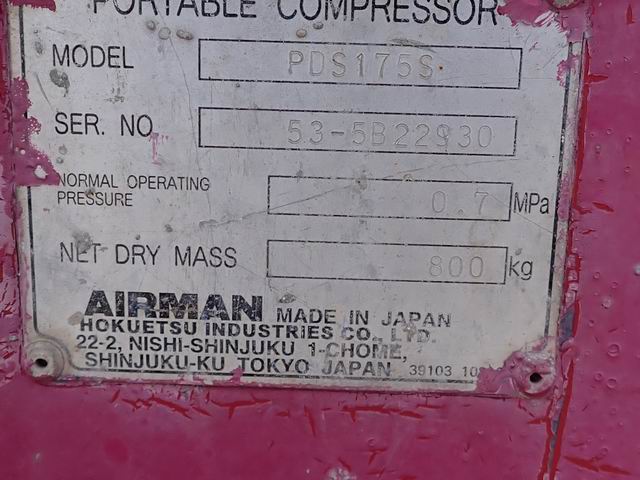 PORTABLE COMPRESSOR
MODEL PDS175S
SER. NO 53-5B22930
NORMAL OPERATING
PRESSURE 0.7 MPa
NET DRY MASS 800 kg
AIRMAN MADE IN JAPAN
HOKUETSU INDUSTRIES CO., LTD.
22-2, NISHI-SHINJUKU 1-CHOME,
SHINJUKU-KU TOKYO JAPAN 39103